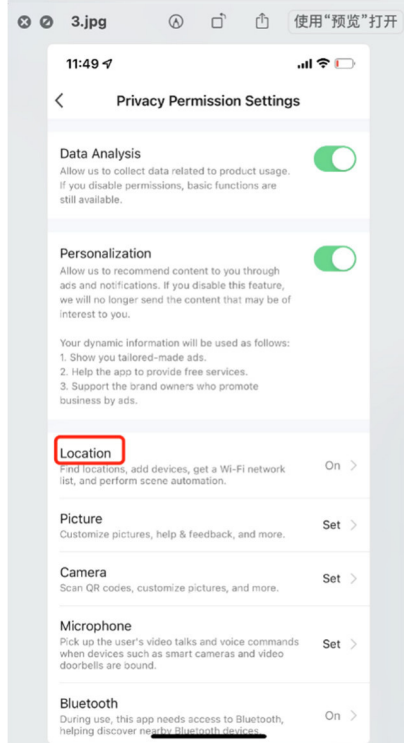 3.jpg
使用“预览”打开
11:49
Privacy Permission Settings
Data Analysis
Allow us to collect data related to product usage.
If you disable permissions, basic functions are
still available.
Personalization
Allow us to recommend content to you through
ads and notifications. If you disable this feature,
we will no longer send the content that may be of
interest to you.
Your dynamic information will be used as follows:
1. Show you tailored-made ads.
2. Help the app to provide free services.
3. Support the brand owners who promote
business by ads.
Location
Find locations, add devices, get a Wi-Fi network
list, and perform scene automation.
On
Picture
Customize pictures, help & feedback, and more.
Set
Camera
Scan QR codes, customize pictures, and more.
Set
Microphone
Pick up the user's video talks and voice commands
when devices such as smart cameras and video
doorbells are bound.
Set
Bluetooth
During use, this app needs access to Bluetooth,
helping discover nearby Bluetooth devices.
On